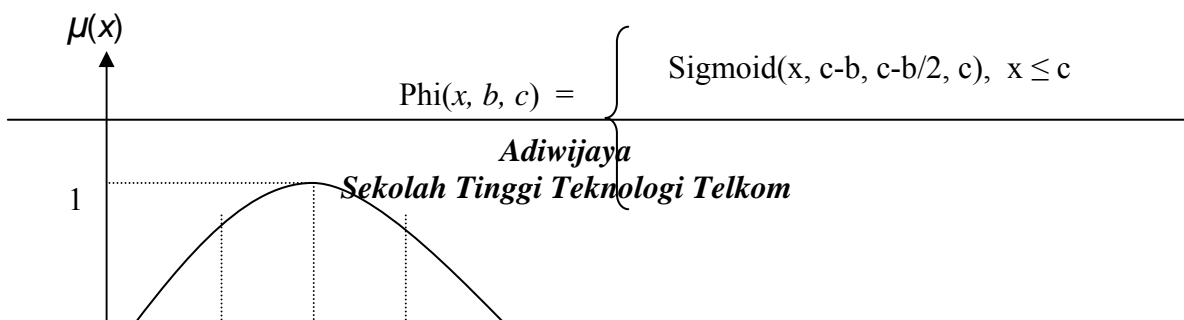 μ(x)
Sigmoid(x, c-b, c-b/2, c), x ≤ c
Phi(x, b, c) =
Adiwijaya
Sekolah Tinggi Teknologi Telkom
1